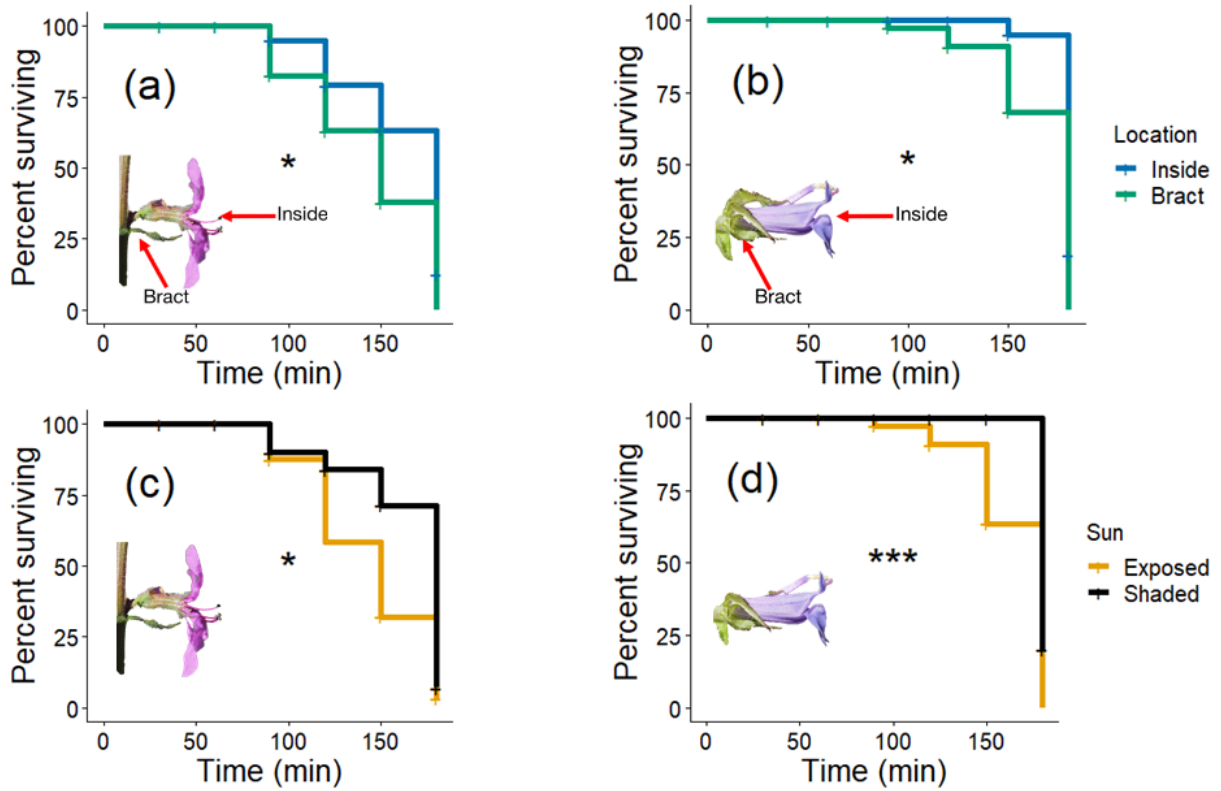 Percent surviving
100
75
50
25
0
(a)
*
Inside
Bract
0 50 100 150
Time (min)
Percent surviving
100
75
50
25
0
(b)
*
Inside
Bract
0 50 100 150
Time (min)
Location
Inside
Bract
Percent surviving
100
75
50
25
0
(c)
*
0 50 100 150
Time (min)
Percent surviving
100
75
50
25
0
(d)
***
0 50 100 150
Time (min)
Sun
Exposed
Shaded